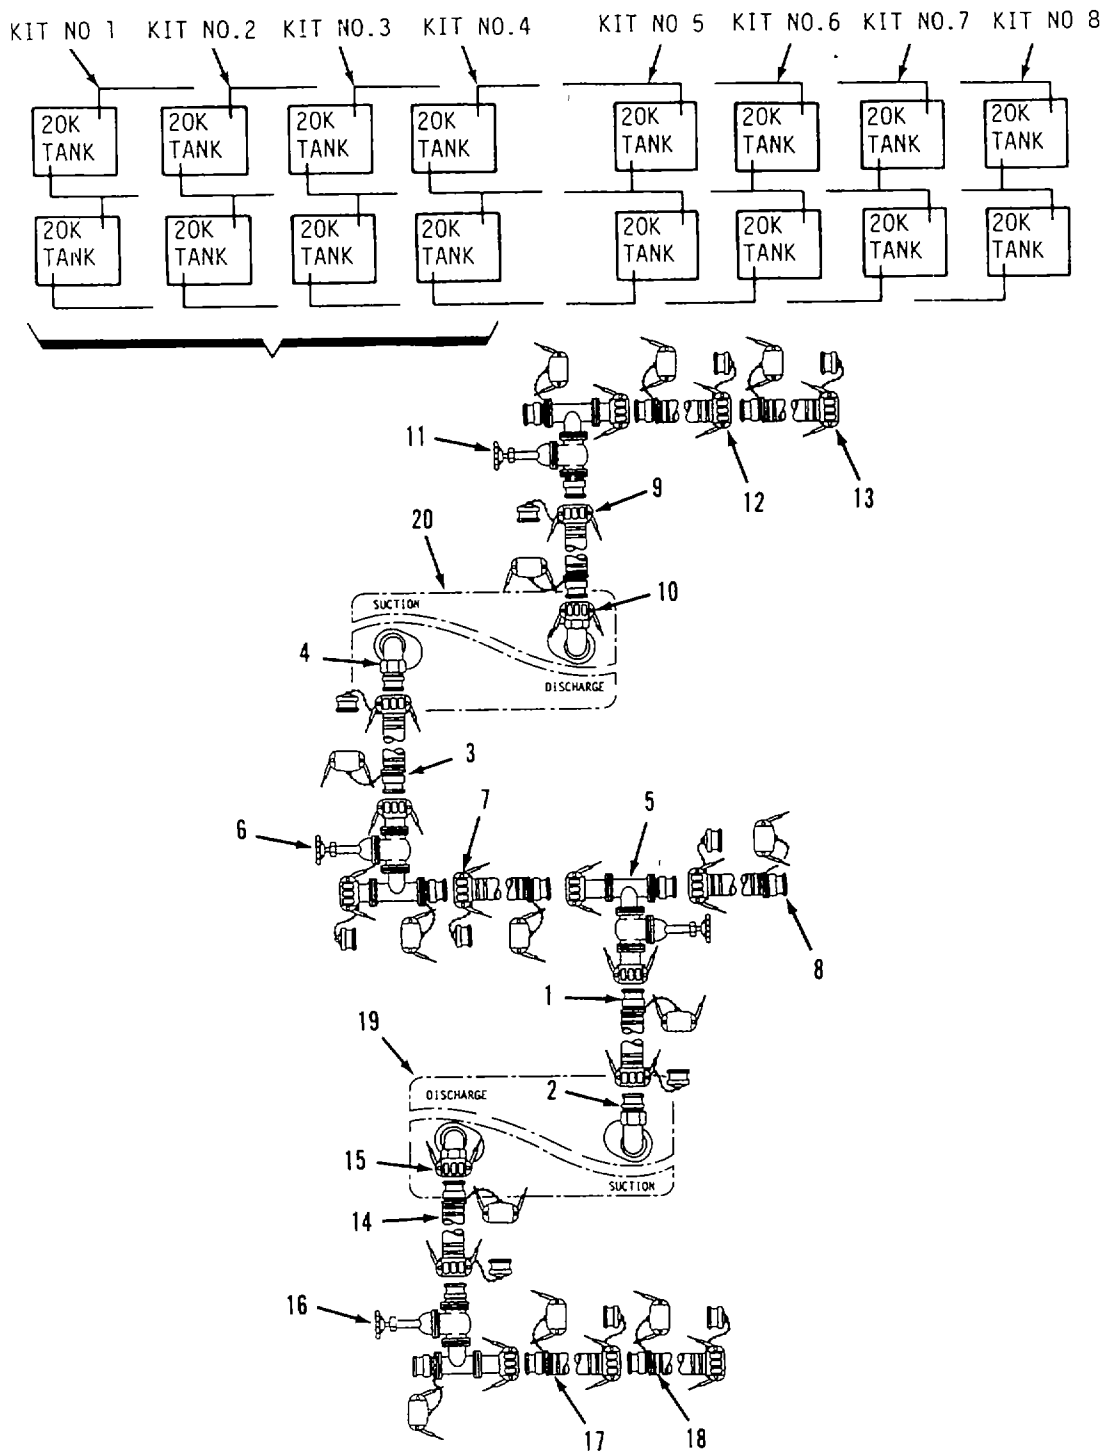 KIT NO 1 KIT NO.2 KIT NO.3 KIT NO.4 KIT NO 5 KIT NO.6 KIT NO.7 KIT NO 8
20K 20K 20K 20K 20K 20K 20K 20K
TANK TANK TANK TANK TANK TANK TANK TANK
20K 20K 20K 20K 20K 20K 20K 20K
TANK TANK TANK TANK TANK TANK TANK TANK
11
12
13
9
20
10
SUCTION
4
DISCHARGE
3
7
5
6
8
1
19
2
DISCHARGE
15
SUCTION
14
16
17
18